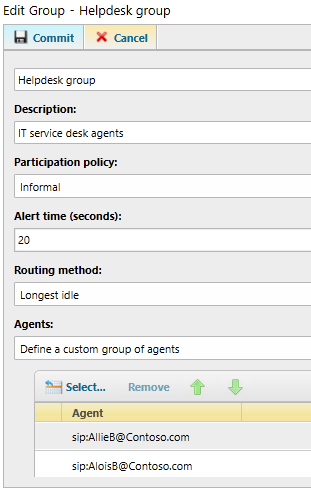 Edit Group - Helpdesk group
Commit Cancel
Helpdesk group
Description:
IT service desk agents
Participation policy:
Informal
Alert time (seconds):
20
Routing method:
Longest idle
Agents:
Define a custom group of agents
Select... Remove
Agent
sip:AllieB@Contoso.com
sip:AloisB@Contoso.com